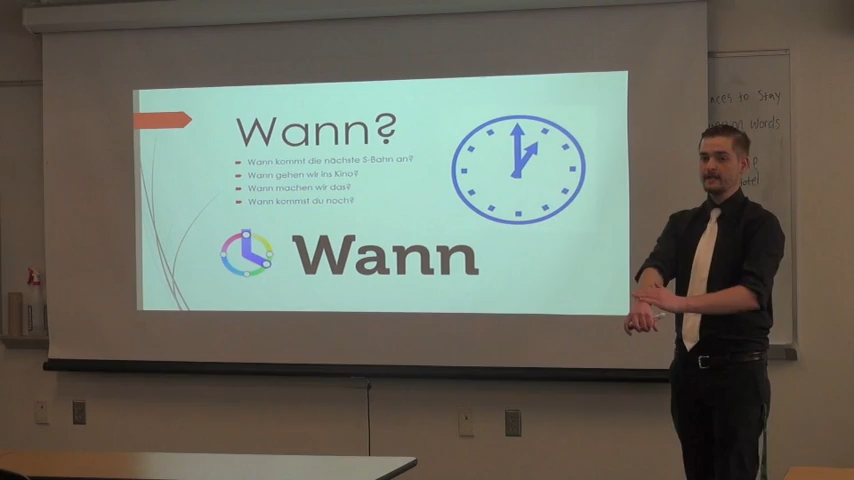 Wann?
Wann kommt die nächste S-Bahn an?
Wann gehen wir ins Kino?
Wann machen wir das?
Wann kommst du noch?
Wann
to Stay
words